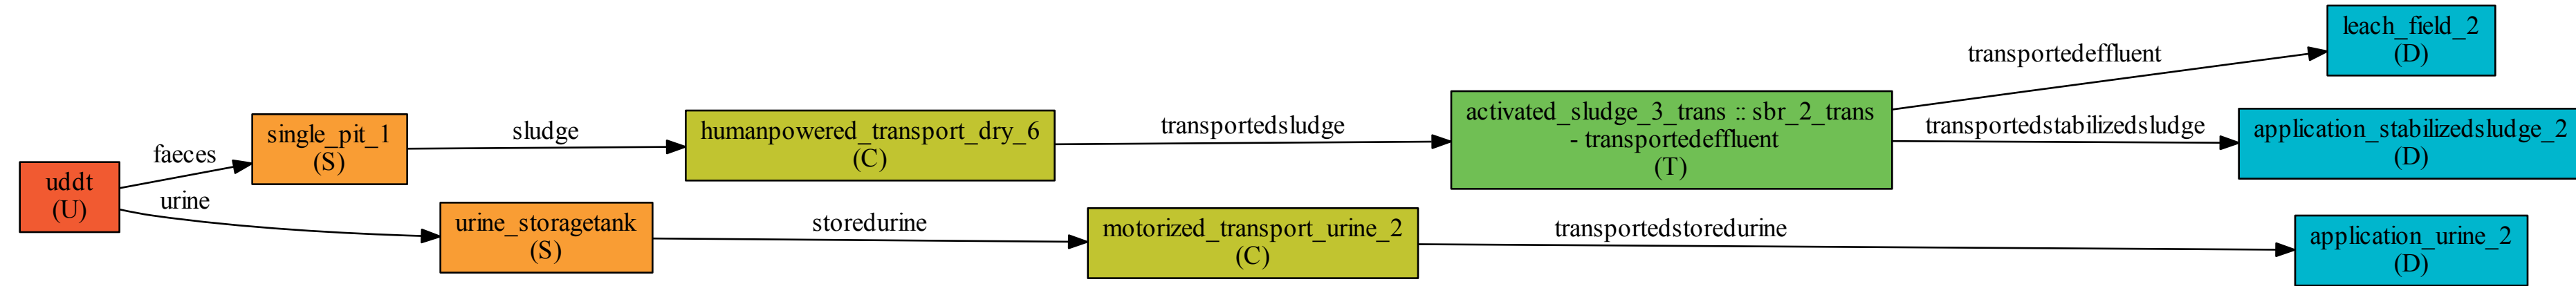 leach_field_2
(D)
transportedeffluent
activated_sludge_3_trans :: sbr_2_trans
- transportedeffluent
(T)
single_pit_1
(S)
sludge
humanpowered_transport_dry_6
(C)
transportedsludge
transportedstabilizedsludge
application_stabilizedsludge_2
(D)
faeces
uddt
(U)
urine
urine_storagetank
(S)
storedurine
motorized_transport_urine_2
(C)
transportedstoredurine
application_urine_2
(D)